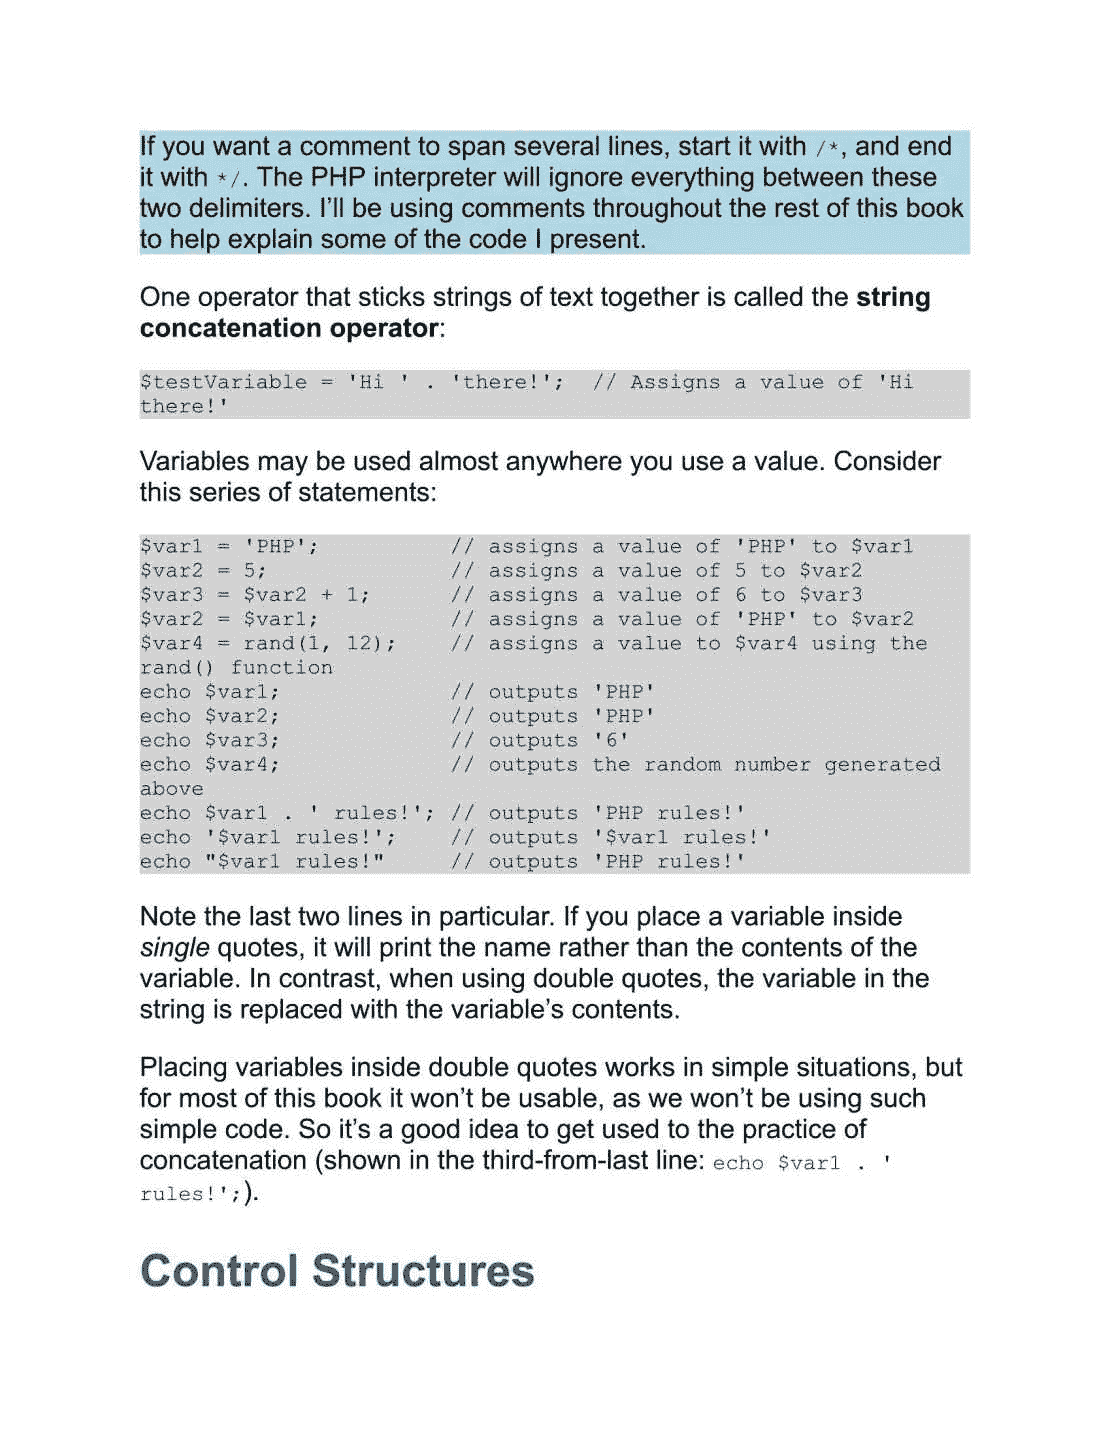 If you want a comment to span several lines, start it with /*, and end
it with */. The PHP interpreter will ignore everything between these
two delimiters. I’ll be using comments throughout the rest of this book
to help explain some of the code I present.
One operator that sticks strings of text together is called the string
concatenation operator:
$testVariable = 'Hi ' . 'there!';  // Assigns a value of 'Hi
there!'
Variables may be used almost anywhere you use a value. Consider
this series of statements:
$var1 = 'PHP';          // assigns a value of 'PHP' to $var1
$var2 = 5;              // assigns a value of 5 to $var2
$var3 = $var2 + 1;      // assigns a value of 6 to $var3
$var2 = $var1;          // assigns a value of 'PHP' to $var2
$var4 = rand(1, 12);    // assigns a value to $var4 using the
rand() function
echo $var1;             // outputs 'PHP'
echo $var2;             // outputs 'PHP'
echo $var3;             // outputs '6'
echo $var4;             // outputs the random number generated
above
echo $var1 . ' rules!'; // outputs 'PHP rules!'
echo '$var1 rules!';    // outputs '$var1 rules!'
echo "$var1 rules!"     // outputs 'PHP rules!'
Note the last two lines in particular. If you place a variable inside
single quotes, it will print the name rather than the contents of the
variable. In contrast, when using double quotes, the variable in the
string is replaced with the variable’s contents.
Placing variables inside double quotes works in simple situations, but
for most of this book it won’t be usable, as we won’t be using such
simple code. So it’s a good idea to get used to the practice of
concatenation (shown in the third-from-last line: echo $var1 . '
rules!';).
Control Structures